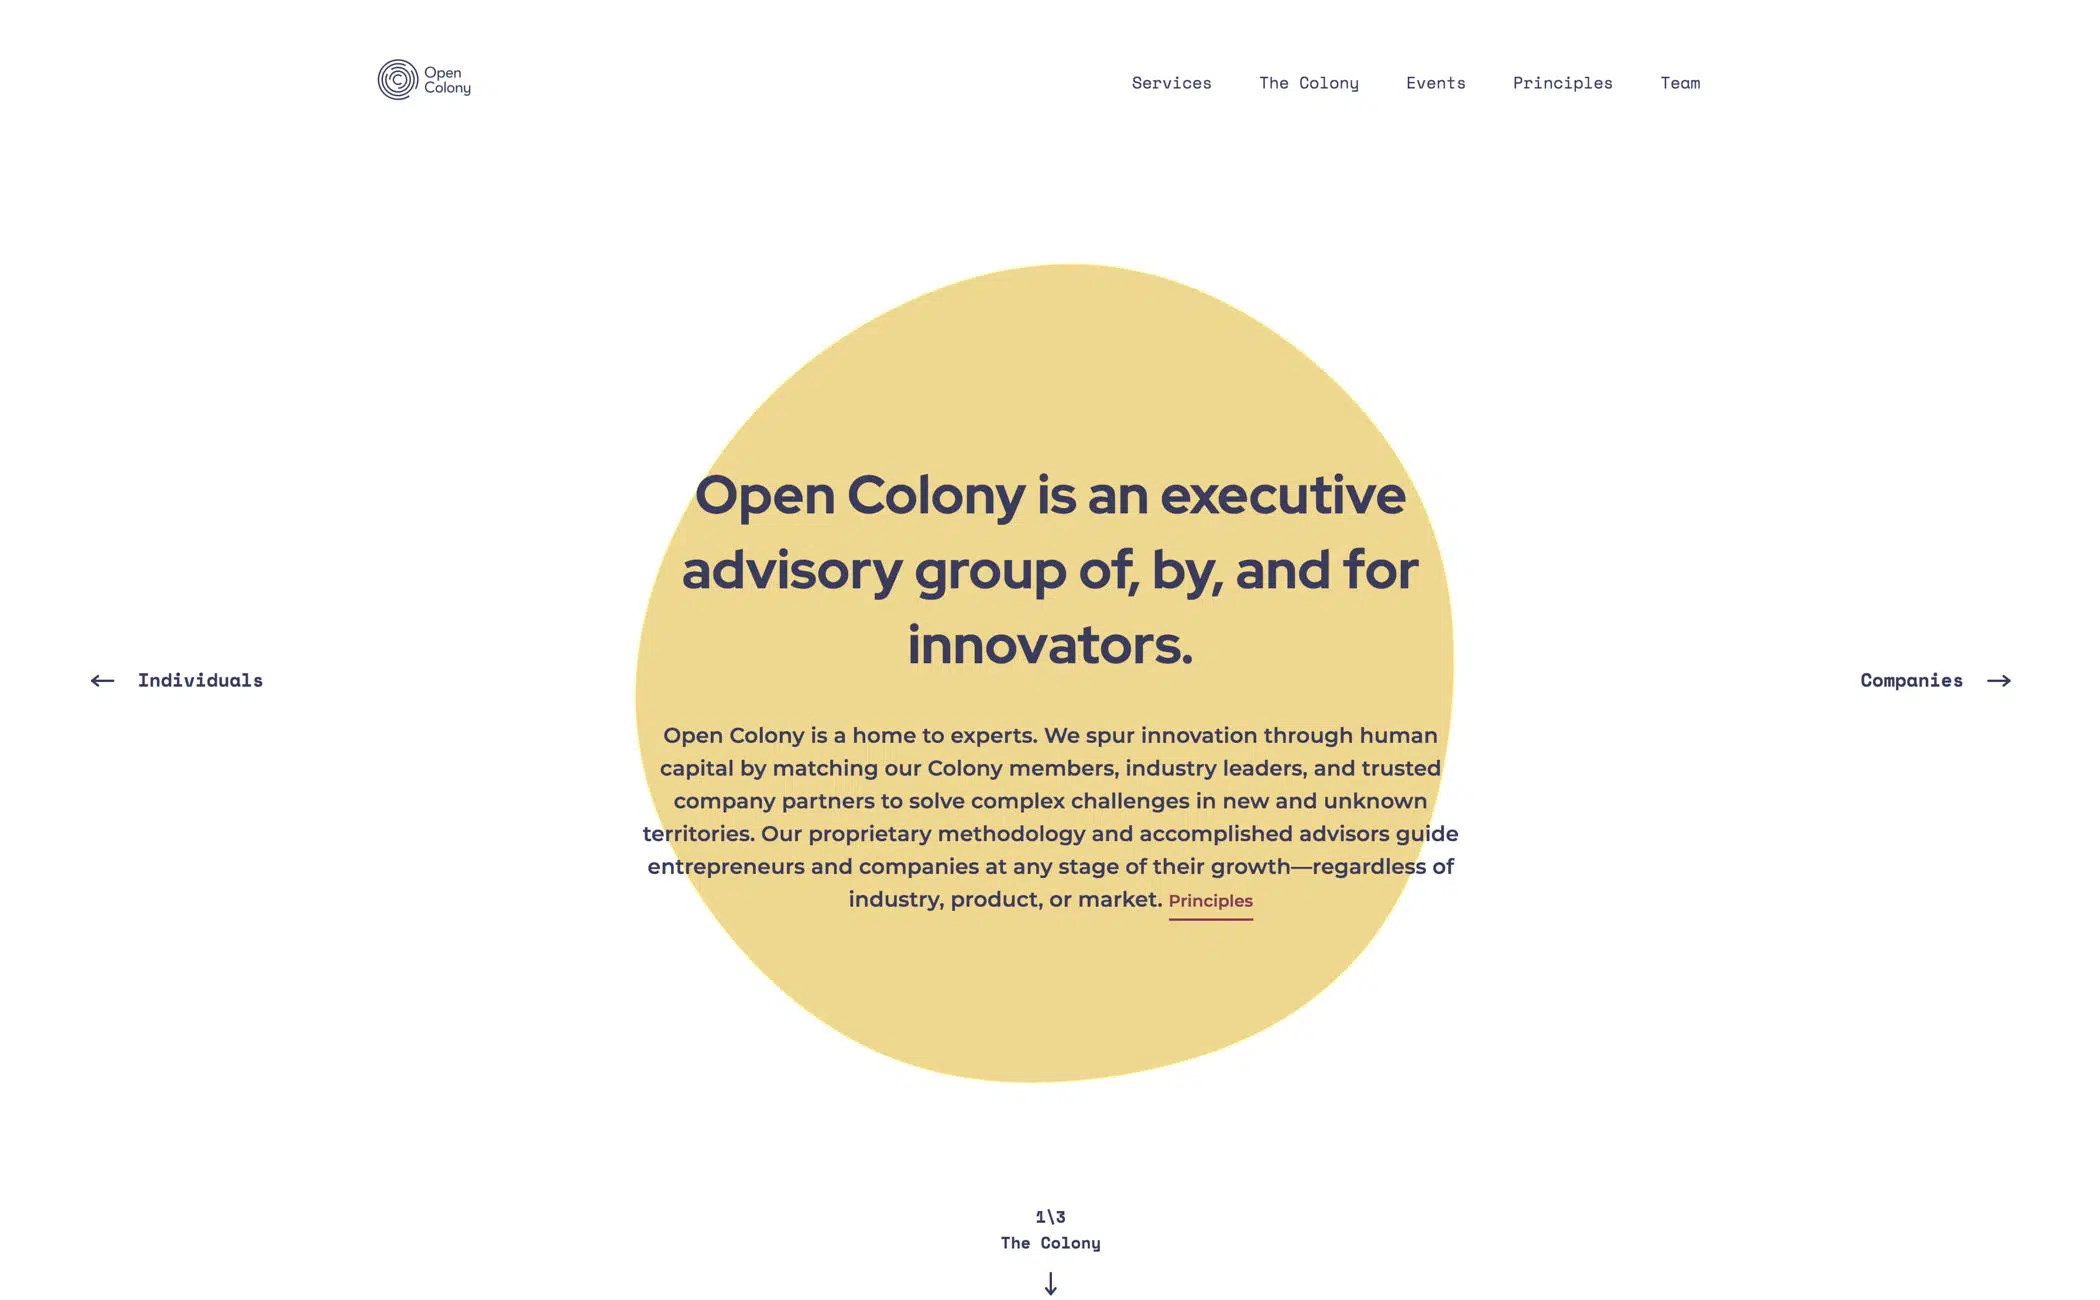 Open
Colony
Services The Colony Events Principles Team
Open Colony is an executive
advisory group of, by, and for
innovators.
← Individuals
Companies →
Open Colony is a home to experts. We spur innovation through human
capital by matching our Colony members, industry leaders, and trusted
company partners to solve complex challenges in new and unknown
territories. Our proprietary methodology and accomplished advisors guide
entrepreneurs and companies at any stage of their growth—regardless of
industry, product, or market. Principles
1\3
The Colony
↓